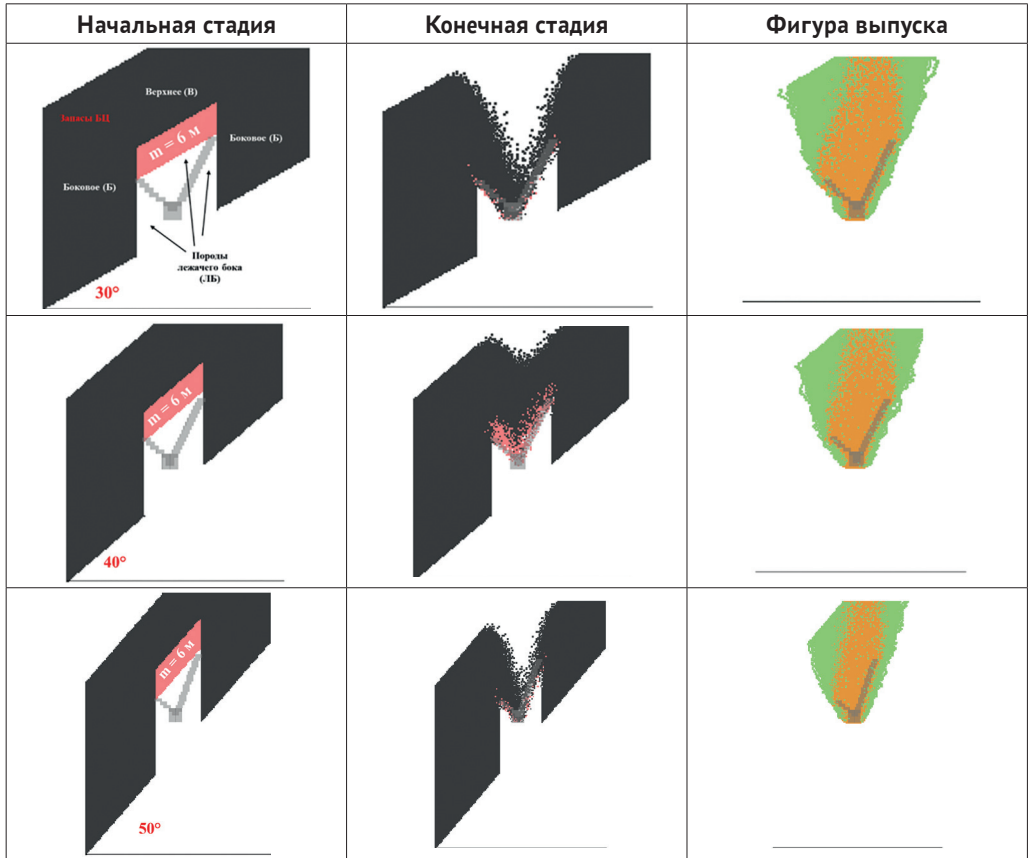 Начальная стадия
Конечная стадия
Фигура выпуска
Верхнее (В)
Запасы БЦ
m = 6 м
Боковое (Б)
Боковое (Б)
Породы
лежачего бока
(ЛБ)
30°
m = 6 м
40°
m = 6 м
50°